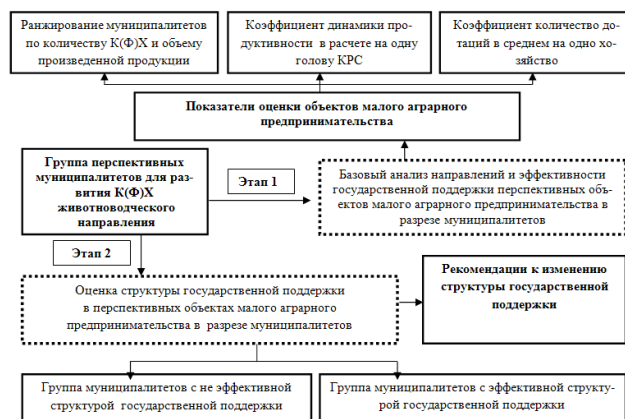 Ранжирование муниципалитетов
по количеству К(Ф)Х и объему
произведенной продукции
Коэффициент динамики про-
дуктивности в расчете на одну
голову КРС
Коэффициент количество до-
таций в среднем на одно хо-
зяйство
Показатели оценки объектов малого аграрного
предпринимательства
Группа перспективных
муниципалитетов для раз-
вития К(Ф)Х
животноводческого
направления
Этап 1
Базовый анализ направлений и эффективности
государственной поддержки перспективных объ-
ектов малого аграрного предпринимательства в
разрезе муниципалитетов
Этап 2
Оценка структуры государственной поддержки
в перспективных объектах малого аграрного
предпринимательства в разрезе муниципалитетов
Рекомендации к изменению
структуры государственной
поддержки
Группа муниципалитетов с не эффективной
структурой государственной поддержки
Группа муниципалитетов с эффективной структу-
рой государственной поддержки